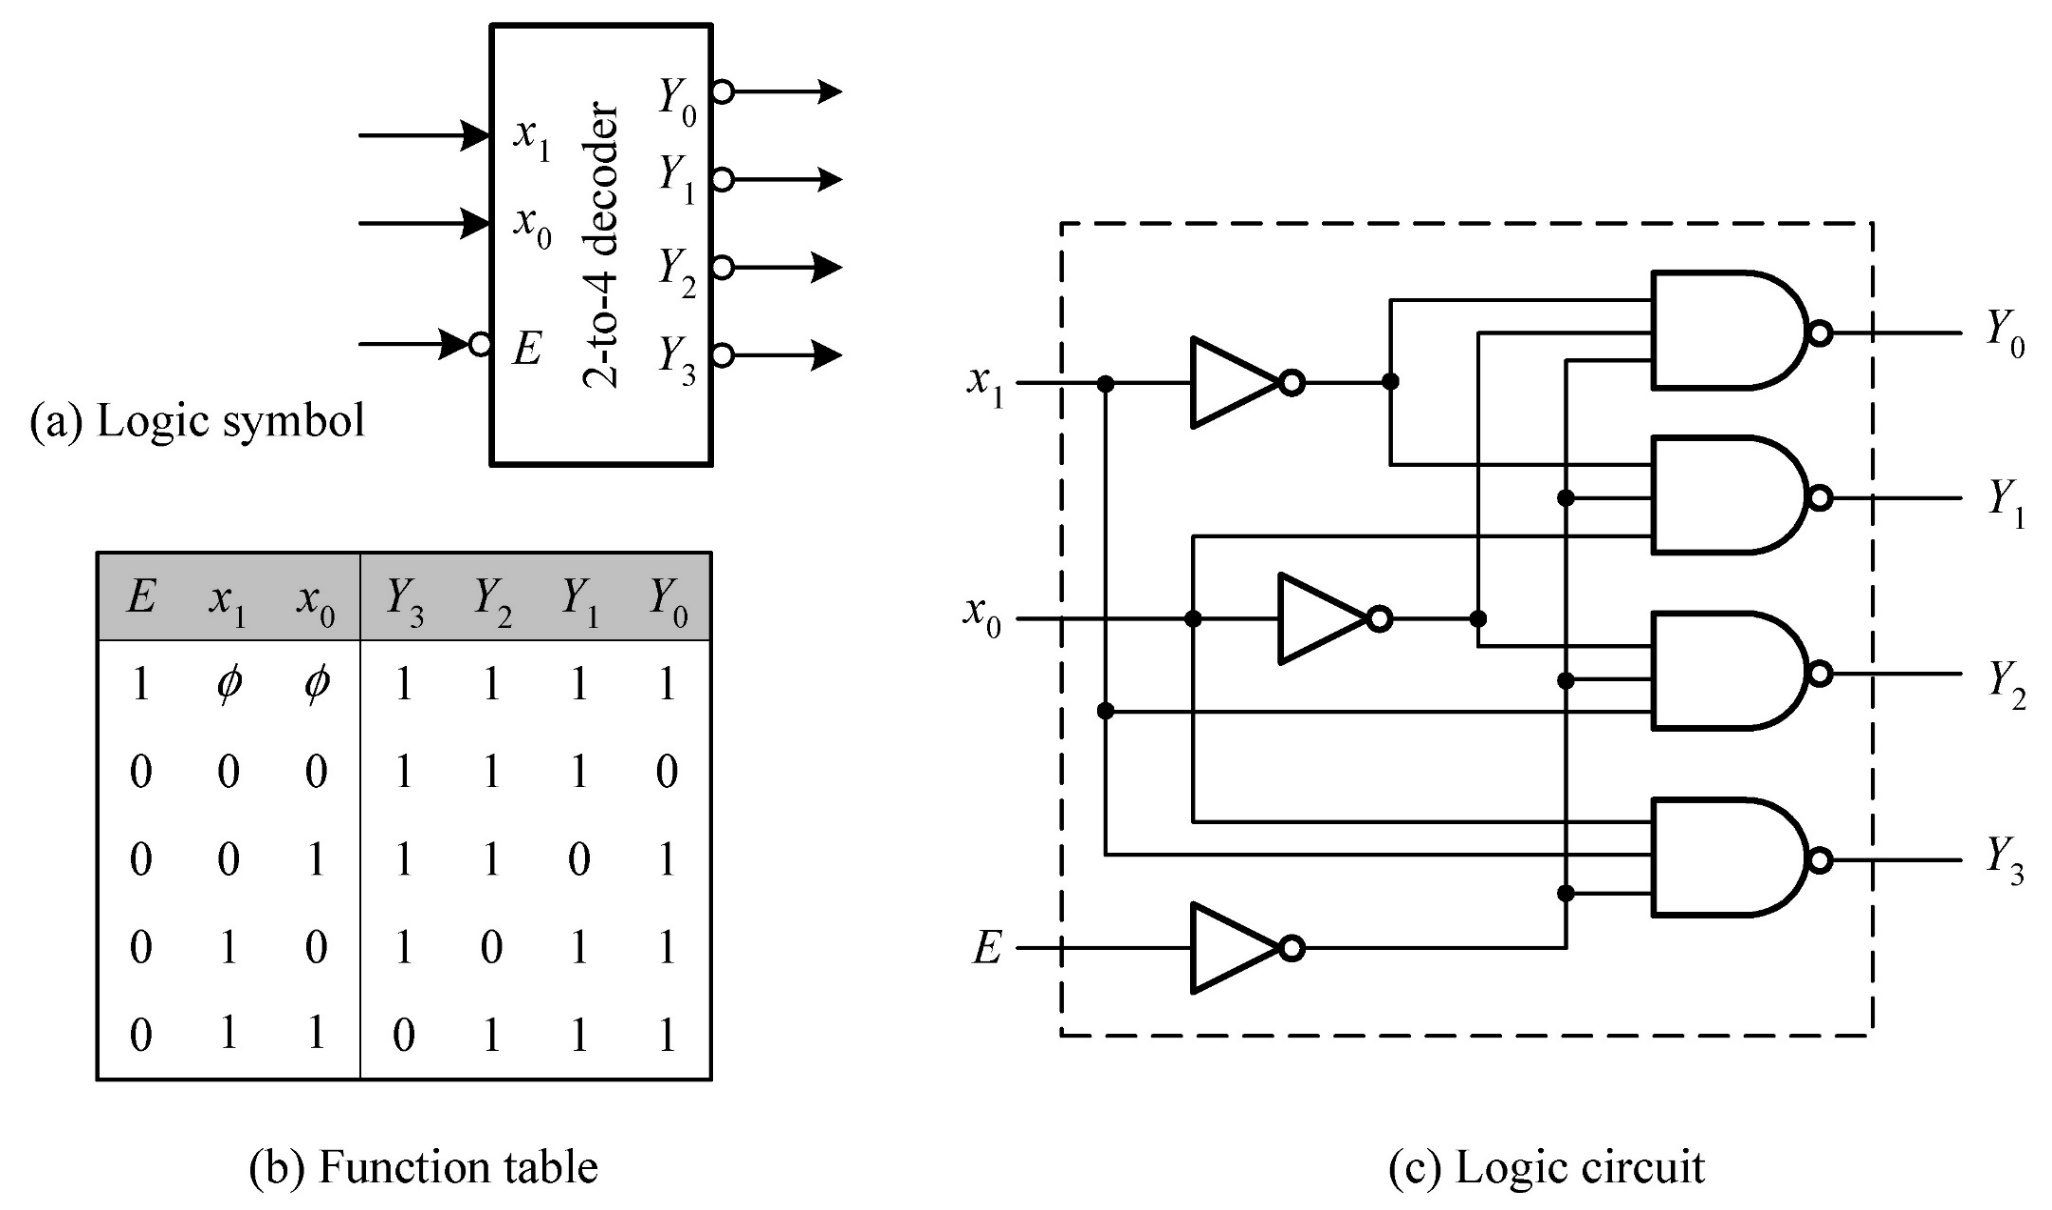 x₁
x₀
E
2-to-4 decoder
Y₀
Y₁
Y₂
Y₃
(a) Logic symbol
E x₁ x₀ Y₃ Y₂ Y₁ Y₀
1 ϕ ϕ 1 1 1 1
0 0 0 1 1 1 0
0 0 1 1 1 0 1
0 1 0 1 0 1 1
0 1 1 0 1 1 1
(b) Function table
x₁
x₀
E
Y₀
Y₁
Y₂
Y₃
(c) Logic circuit